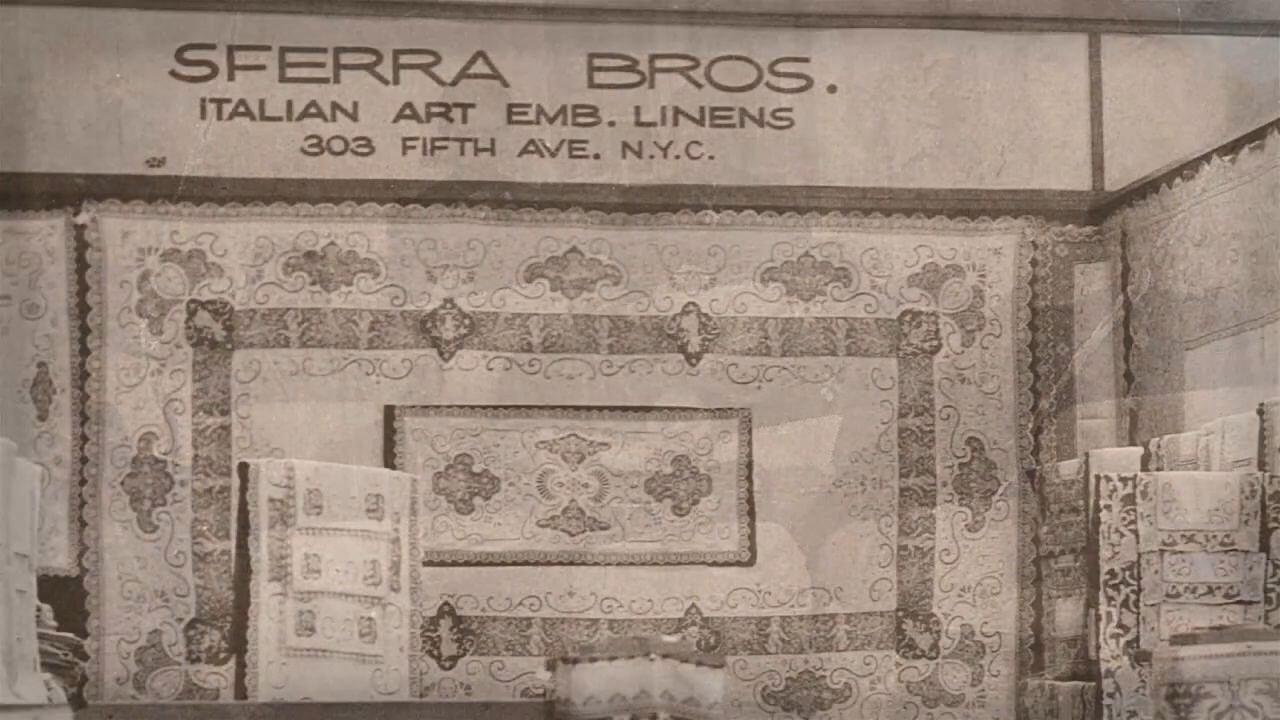 SFERRA BROS.
ITALIAN ART EMB. LINENS
303 FIFTH AVE. N.Y.C.